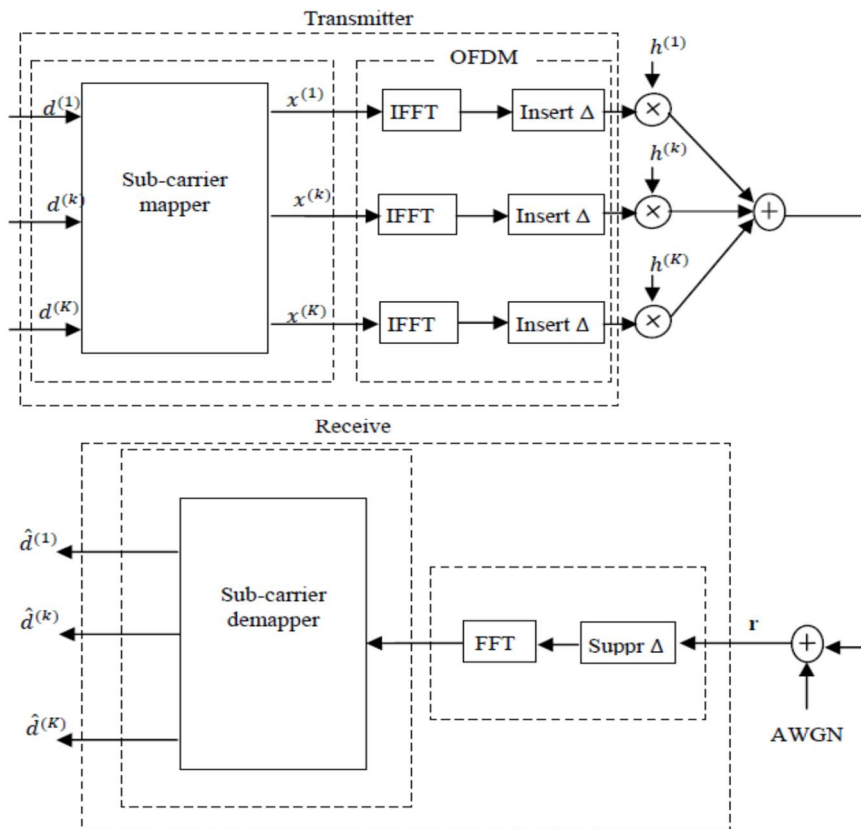 Transmitter
OFDM
h^(1)
d^(1)
x^(1)
IFFT
Insert Δ
×
Sub-carrier
mapper
h^(k)
d^(k)
x^(k)
IFFT
Insert Δ
×
+
h^(K)
d^(K)
x^(K)
IFFT
Insert Δ
×
Receive
d̂^(1)
Sub-carrier
demapper
d̂^(k)
FFT
Suppr Δ
r
+
d̂^(K)
AWGN